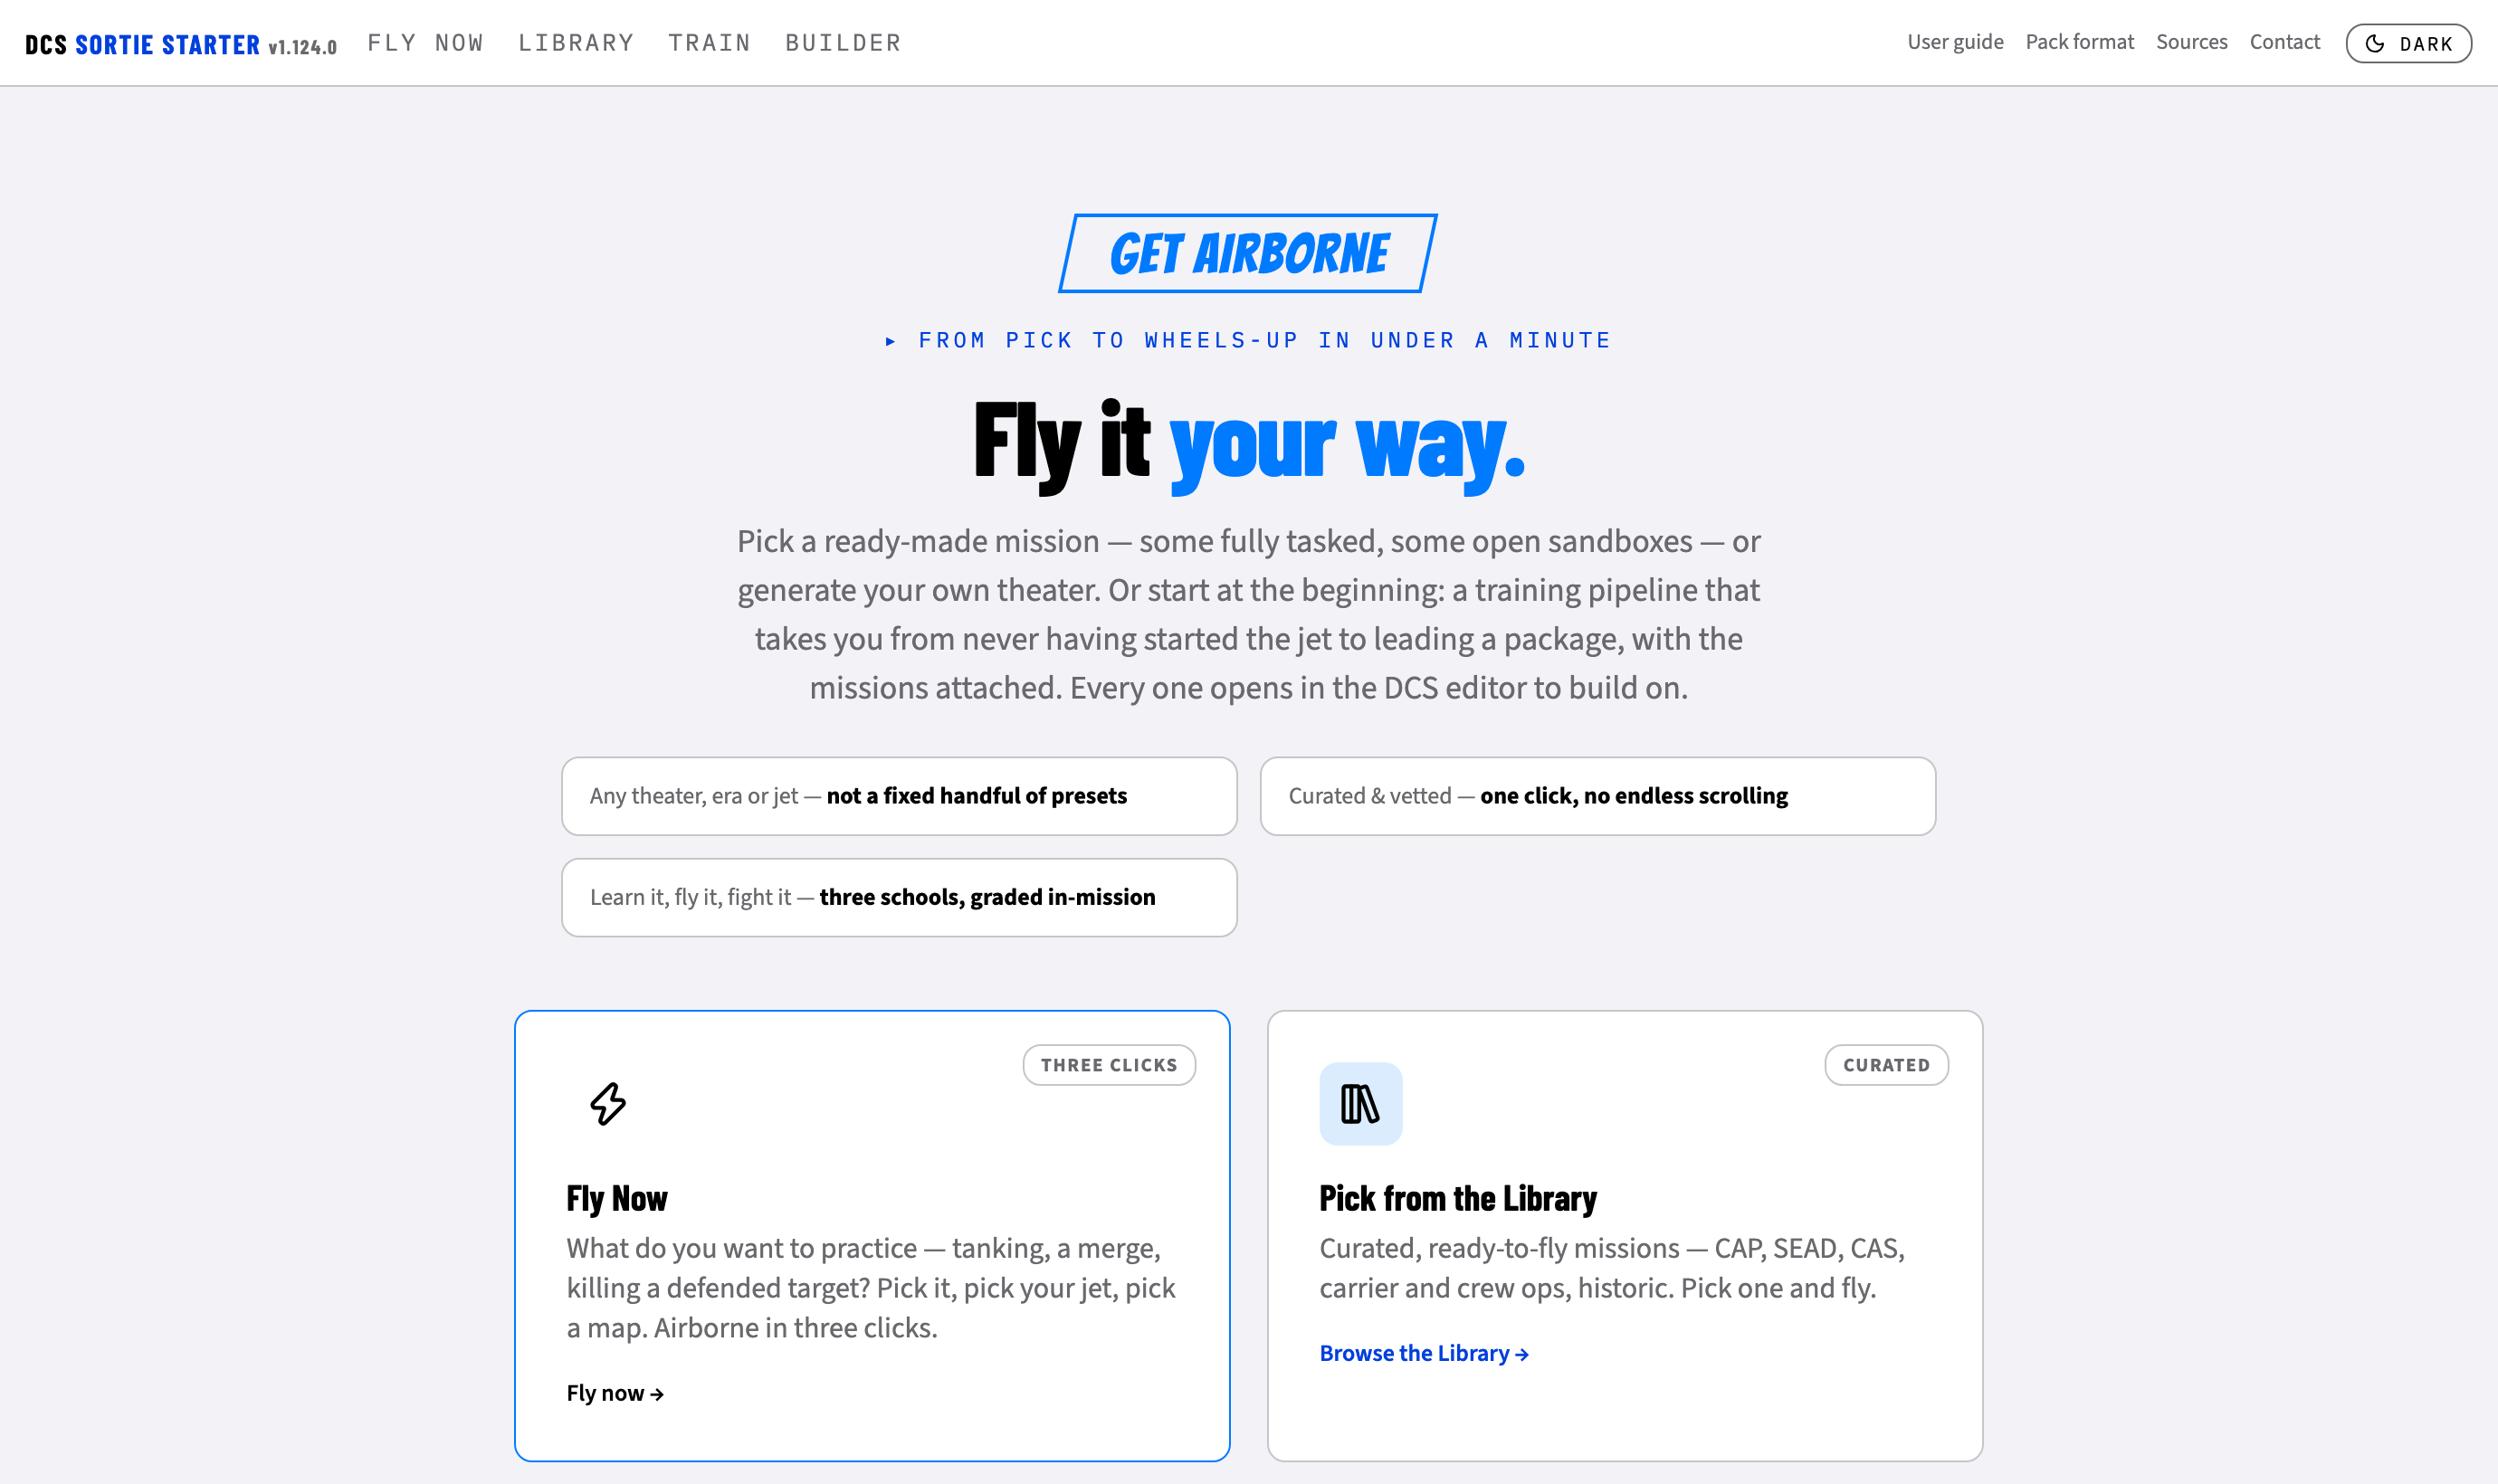 DCS SORTIE STARTER v1.124.0 FLY NOW LIBRARY TRAIN BUILDER User guide Pack format Sources Contact DARK
GET AIRBORNE
▸ FROM PICK TO WHEELS-UP IN UNDER A MINUTE
Fly it your way.
Pick a ready-made mission — some fully tasked, some open sandboxes — or
generate your own theater. Or start at the beginning: a training pipeline that
takes you from never having started the jet to leading a package, with the
missions attached. Every one opens in the DCS editor to build on.
Any theater, era or jet — not a fixed handful of presets
Curated & vetted — one click, no endless scrolling
Learn it, fly it, fight it — three schools, graded in-mission
THREE CLICKS
Fly Now
What do you want to practice — tanking, a merge,
killing a defended target? Pick it, pick your jet, pick
a map. Airborne in three clicks.
Fly now →
CURATED
Pick from the Library
Curated, ready-to-fly missions — CAP, SEAD, CAS,
carrier and crew ops, historic. Pick one and fly.
Browse the Library →